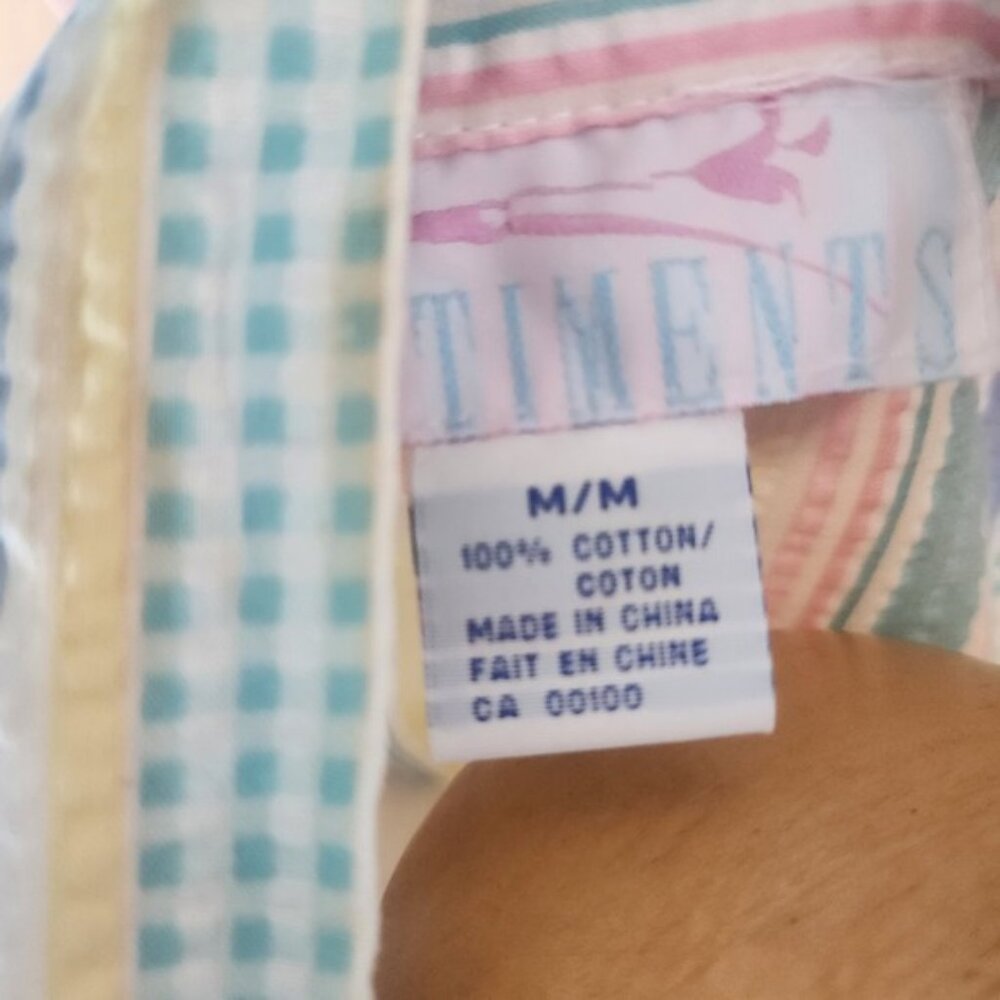 TIMENTS
M/M
100% COTTON/
COTON
MADE IN CHINA
FAIT EN CHINE
CA 00100